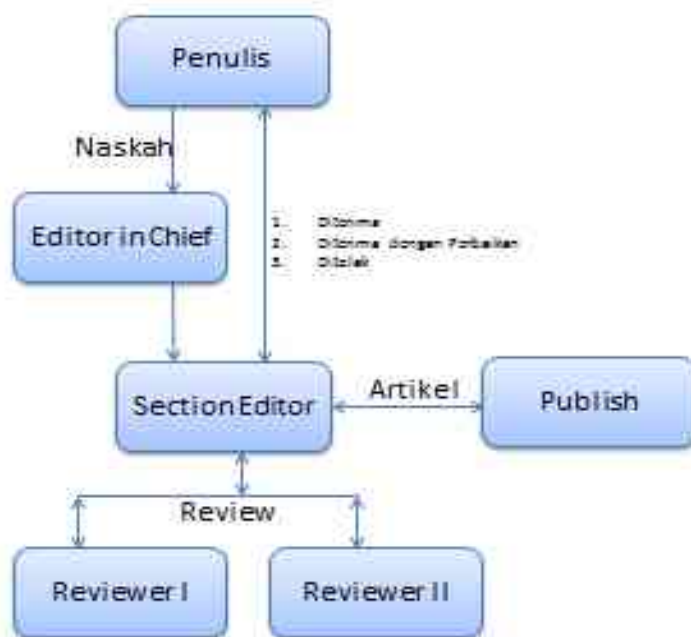 Penulis
Naskah
Editor in Chief
1. Diterima
2. Diterima dengan Perbaikan
3. Ditolak
Section Editor
Artikel
Publish
Review
Reviewer I
Reviewer II